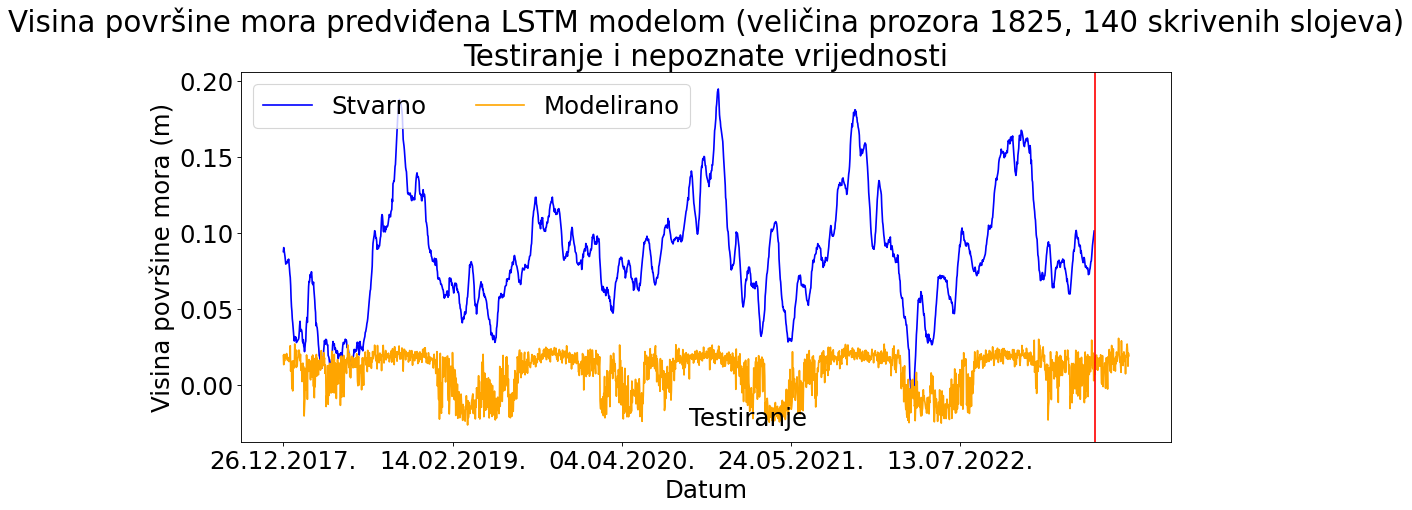 Visina površine mora predviđena LSTM modelom (veličina prozora 1825, 140 skrivenih slojeva)
Testiranje i nepoznate vrijednosti
Stvarno
Modelirano
Visina površine mora (m)
0.20
0.15
0.10
0.05
0.00
Testiranje
26.12.2017.
14.02.2019.
04.04.2020.
24.05.2021.
13.07.2022.
Datum